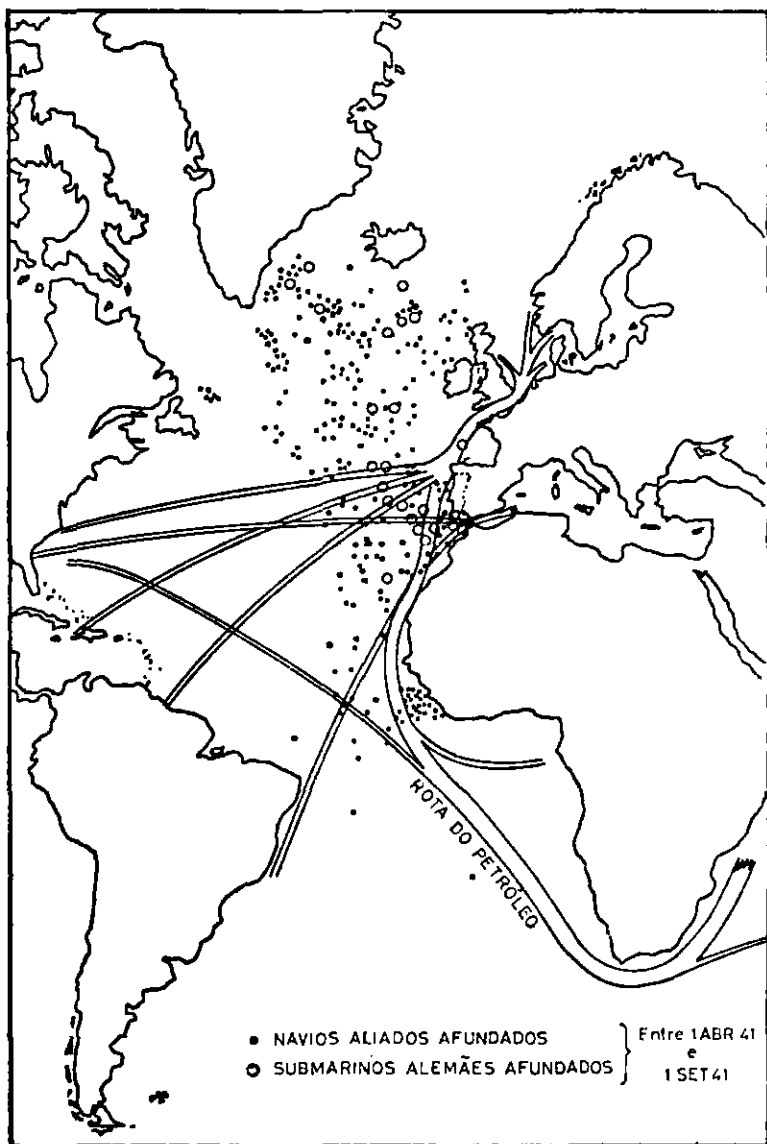 ROTA DO PETRÓLEO
• NAVIOS ALIADOS AFUNDADOS
○ SUBMARINOS ALEMÃES AFUNDADOS
Entre 1 ABR 41
e
1 SET 41